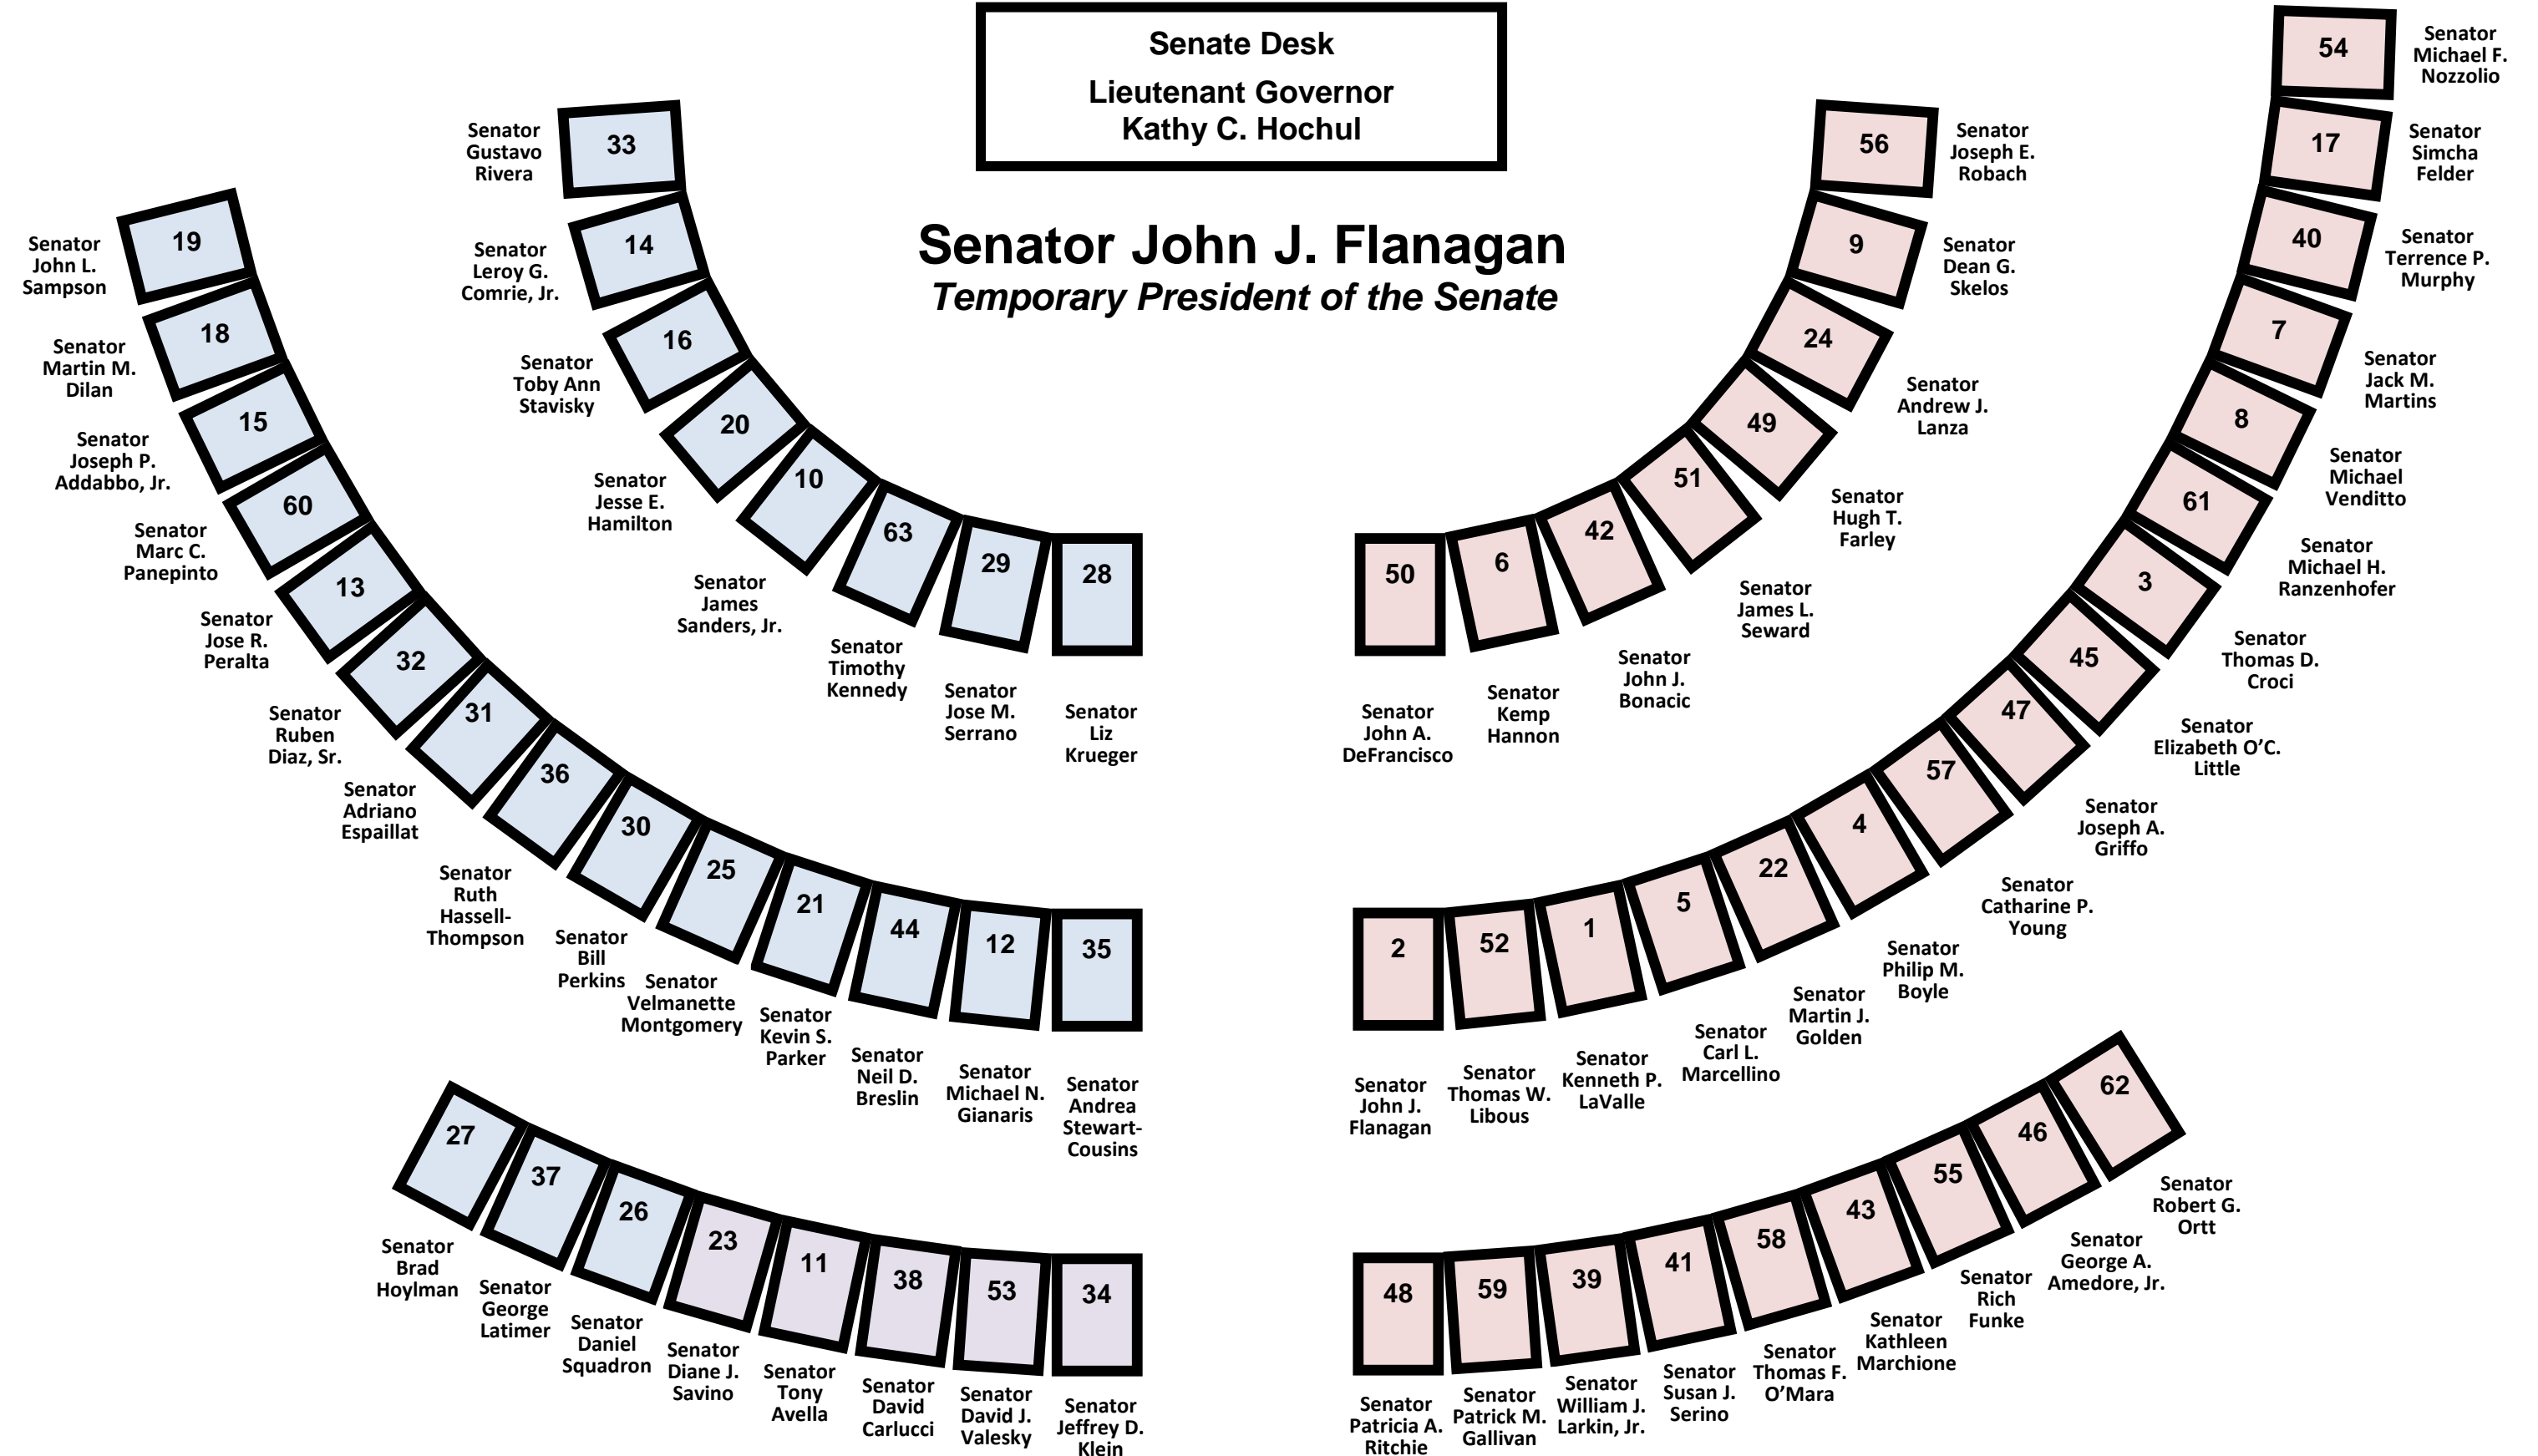 Senate Desk
Lieutenant Governor
Kathy C. Hochul
Senator John J. Flanagan
Temporary President of the Senate
33
Senator
Gustavo
Rivera
14
Senator
Leroy G.
Comrie, Jr.
16
Senator
Toby Ann
Stavisky
20
Senator
Jesse E.
Hamilton
10
Senator
James
Sanders, Jr.
63
Senator
Timothy
Kennedy
29
Senator
Jose M.
Serrano
28
Senator
Liz
Krueger
50
Senator
John A.
DeFrancisco
6
Senator
Kemp
Hannon
42
Senator
John J.
Bonacic
51
Senator
James L.
Seward
49
Senator
Hugh T.
Farley
24
Senator
Andrew J.
Lanza
9
Senator
Dean G.
Skelos
56
Senator
Joseph E.
Robach
19
Senator
John L.
Sampson
18
Senator
Martin M.
Dilan
15
Senator
Joseph P.
Addabbo, Jr.
60
Senator
Marc C.
Panepinto
13
Senator
Jose R.
Peralta
32
Senator
Ruben
Diaz, Sr.
31
Senator
Adriano
Espaillat
36
Senator
Ruth
Hassell-
Thompson
30
Senator
Bill
Perkins
25
Senator
Velmanette
Montgomery
21
Senator
Kevin S.
Parker
44
Senator
Neil D.
Breslin
12
Senator
Michael N.
Gianaris
35
Senator
Andrea
Stewart-
Cousins
2
Senator
John J.
Flanagan
52
Senator
Thomas W.
Libous
1
Senator
Kenneth P.
LaValle
5
Senator
Carl L.
Marcellino
22
Senator
Martin J.
Golden
4
Senator
Philip M.
Boyle
57
Senator
Catharine P.
Young
47
Senator
Joseph A.
Griffo
45
Senator
Elizabeth O’C.
Little
3
Senator
Thomas D.
Croci
61
Senator
Michael H.
Ranzenhofer
8
Senator
Michael
Venditto
7
Senator
Jack M.
Martins
40
Senator
Terrence P.
Murphy
17
Senator
Simcha
Felder
54
Senator
Michael F.
Nozzolio
27
Senator
Brad
Hoylman
37
Senator
George
Latimer
26
Senator
Daniel
Squadron
23
Senator
Diane J.
Savino
11
Senator
Tony
Avella
38
Senator
David
Carlucci
53
Senator
David J.
Valesky
34
Senator
Jeffrey D.
Klein
48
Senator
Patricia A.
Ritchie
59
Senator
Patrick M.
Gallivan
39
Senator
William J.
Larkin, Jr.
41
Senator
Susan J.
Serino
58
Senator
Thomas F.
O’Mara
43
Senator
Kathleen
Marchione
55
Senator
Rich
Funke
46
Senator
George A.
Amedore, Jr.
62
Senator
Robert G.
Ortt